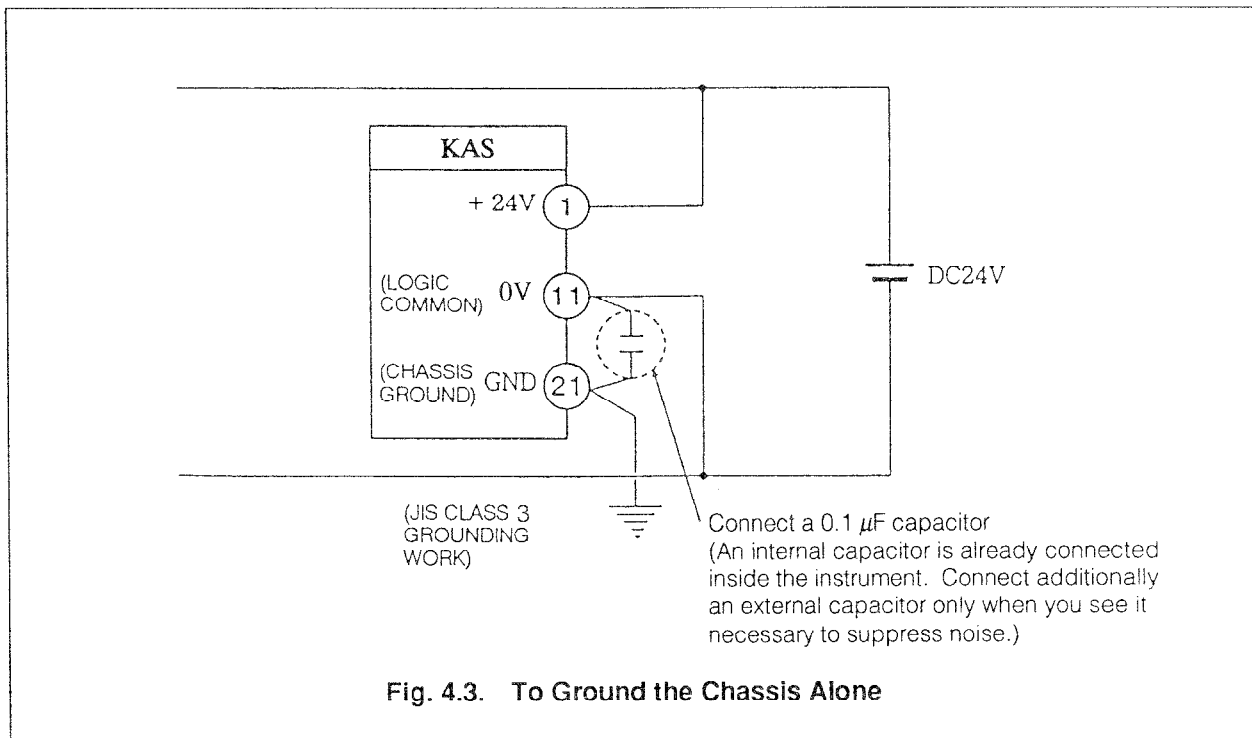 KAS
+ 24V 1
(LOGIC
COMMON) 0V 11
(CHASSIS
GROUND) GND 21
DC24V
(JIS CLASS 3
GROUNDING
WORK)
Connect a 0.1 μF capacitor
(An internal capacitor is already connected
inside the instrument. Connect additionally
an external capacitor only when you see it
necessary to suppress noise.)
Fig. 4.3. To Ground the Chassis Alone